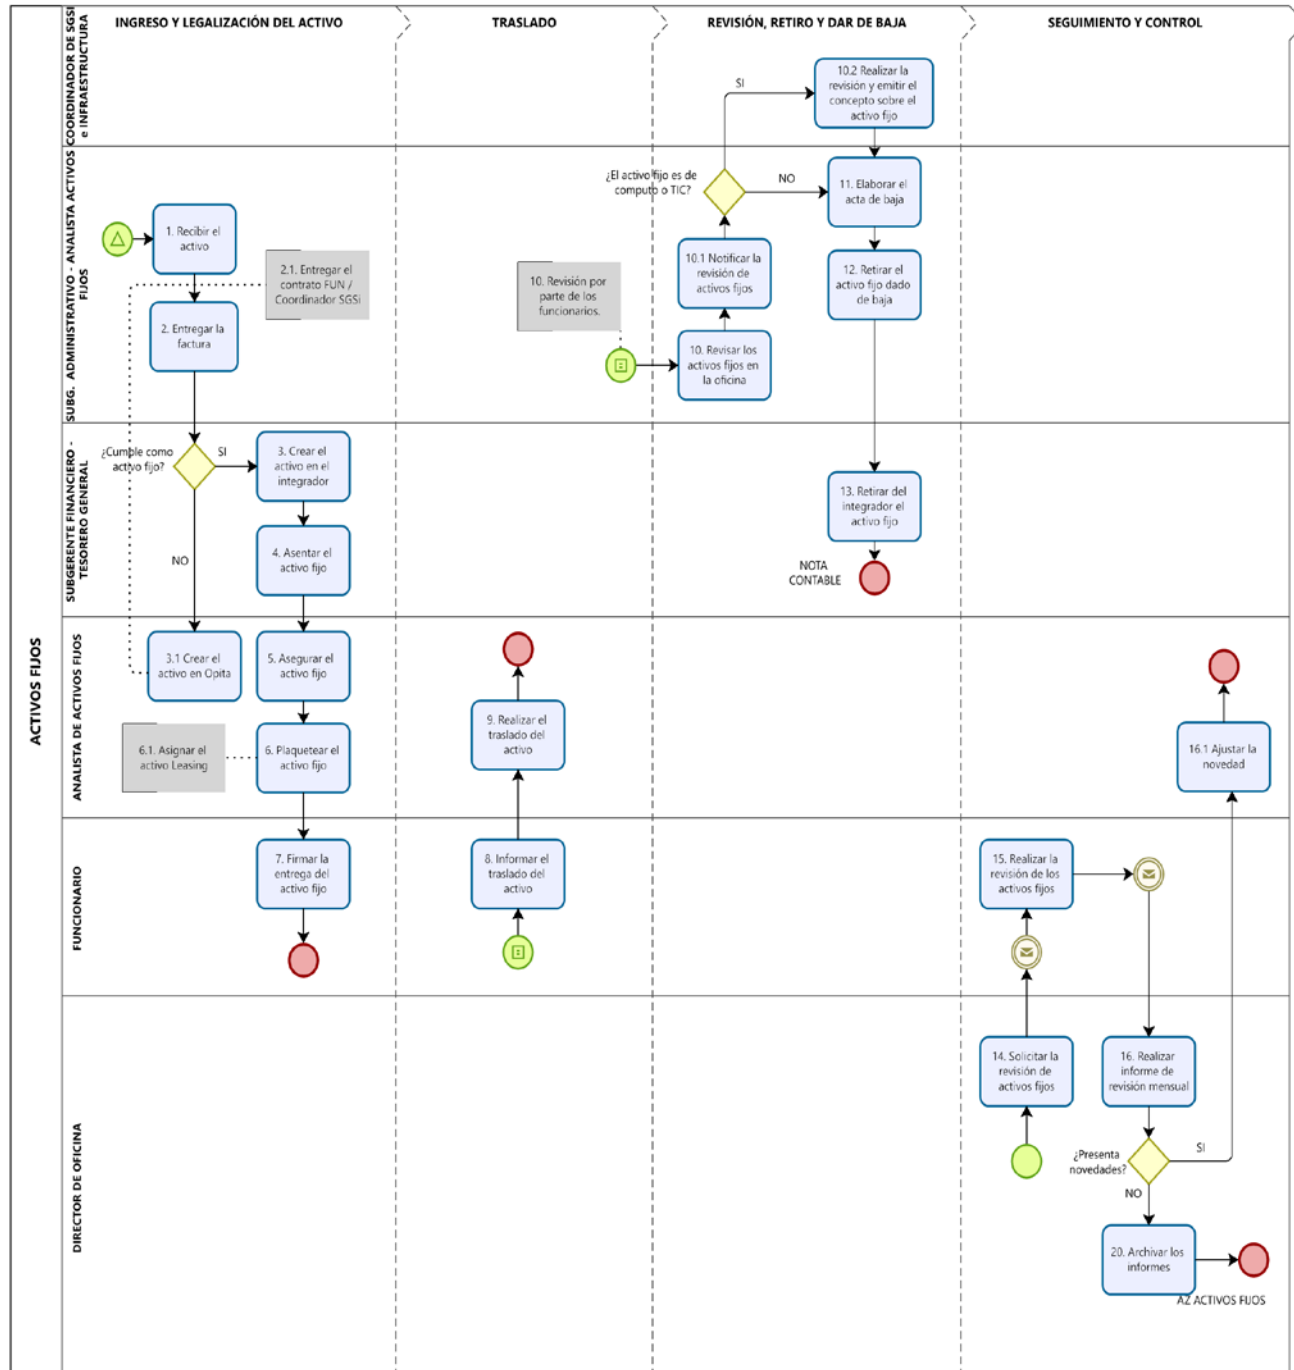 INGRESO Y LEGALIZACIÓN DEL ACTIVO
TRASLADO
REVISIÓN, RETIRO Y DAR DE BAJA
SEGUIMIENTO Y CONTROL
ACTIVOS FIJOS
COORDINADOR DE SGSI
e INFRAESTRUCTURA
10.2 Realizar la
revisión y emitir el
concepto sobre el
activo fijo
SI
SUBG. ADMINISTRATIVO - ANALISTA ACTIVOS
FIJOS
1. Recibir el
activo
2.1. Entregar el
contrato FUN /
Coordinador SGSi
2. Entregar la
factura
10. Revisión por
parte de los
funcionarios.
¿El activo fijo es de
computo o TIC?
NO
11. Elaborar el
acta de baja
10.1 Notificar la
revisión de
activos fijos
12. Retirar el
activo fijo dado
de baja
10. Revisar los
activos fijos en
la oficina
SUBGERENTE FINANCIERO -
TESORERO GENERAL
¿Cumple como
activo fijo?
SI
3. Crear el
activo en el
integrador
4. Asentar el
activo fijo
NO
13. Retirar del
integrador el
activo fijo
NOTA
CONTABLE
ANALISTA DE ACTIVOS FIJOS
3.1 Crear el
activo en Opita
5. Asegurar el
activo fijo
6.1. Asignar el
activo Leasing
6. Plaquetear el
activo fijo
9. Realizar el
traslado del
activo
16.1 Ajustar la
novedad
FUNCIONARIO
7. Firmar la
entrega del
activo fijo
8. Informar el
traslado del
activo
15. Realizar la
revisión de los
activos fijos
DIRECTOR DE OFICINA
14. Solicitar la
revisión de
activos fijos
16. Realizar
informe de
revisión mensual
¿Presenta
novedades?
SI
NO
20. Archivar los
informes
AZ ACTIVOS FIJOS